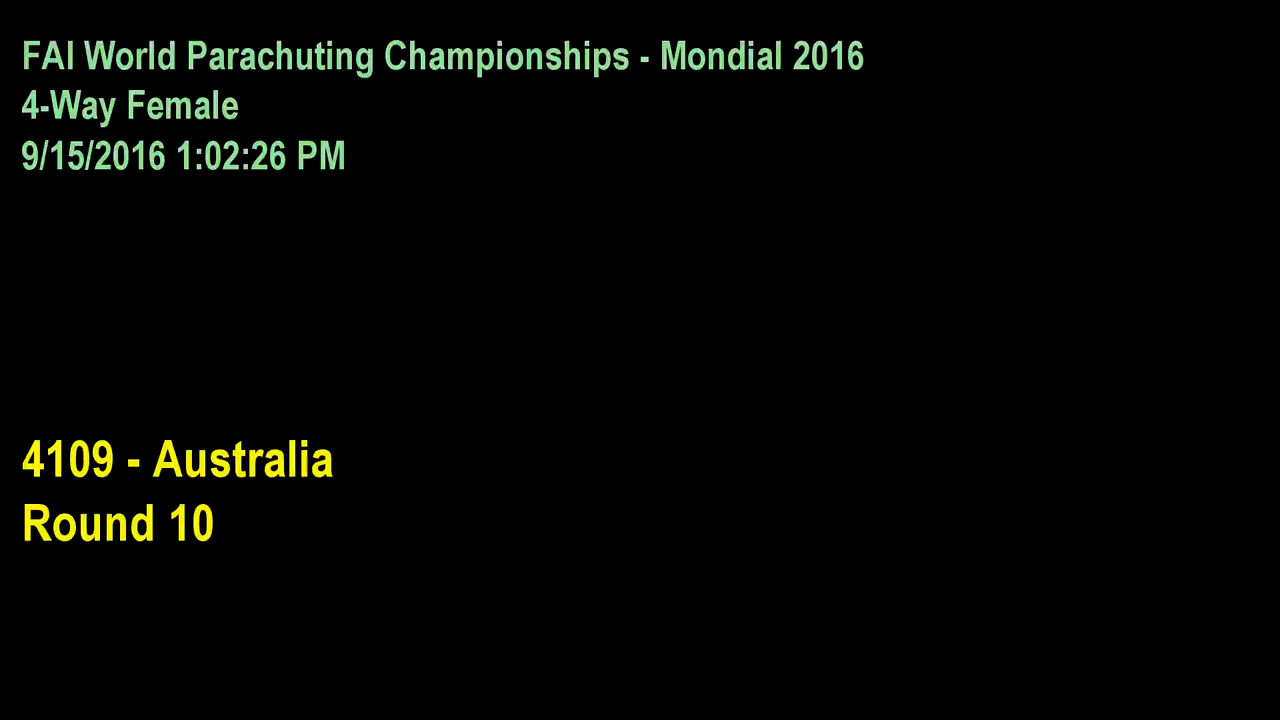 FAI World Parachuting Championships - Mondial 2016
4-Way Female
9/15/2016 1:02:26 PM
4109 - Australia
Round 10